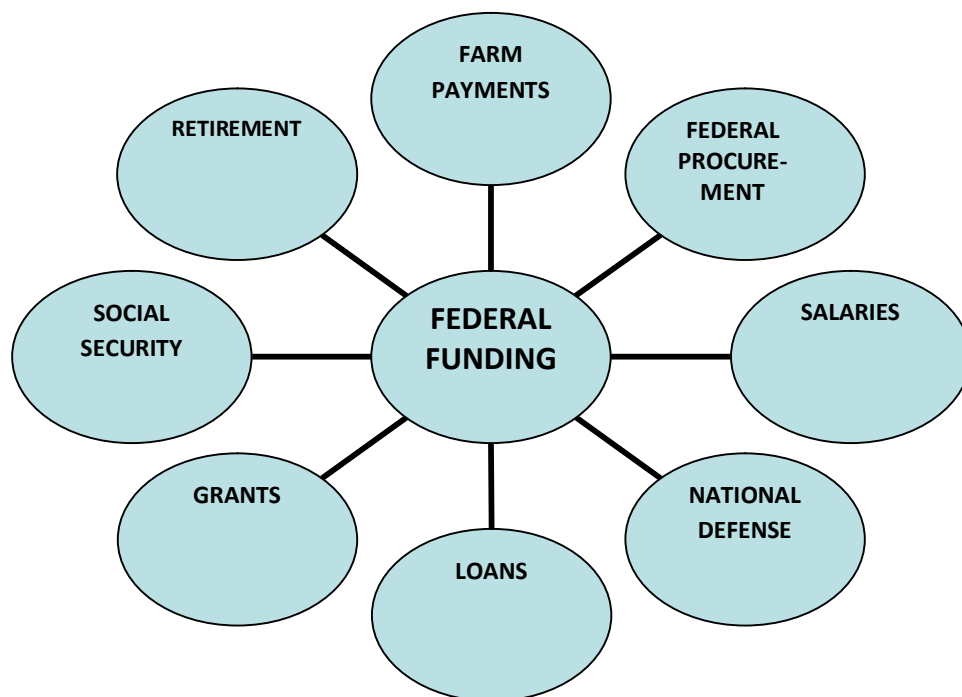 FARM
PAYMENTS
RETIREMENT
FEDERAL
PROCURE-
MENT
SOCIAL
SECURITY
FEDERAL
FUNDING
SALARIES
GRANTS
NATIONAL
DEFENSE
LOANS